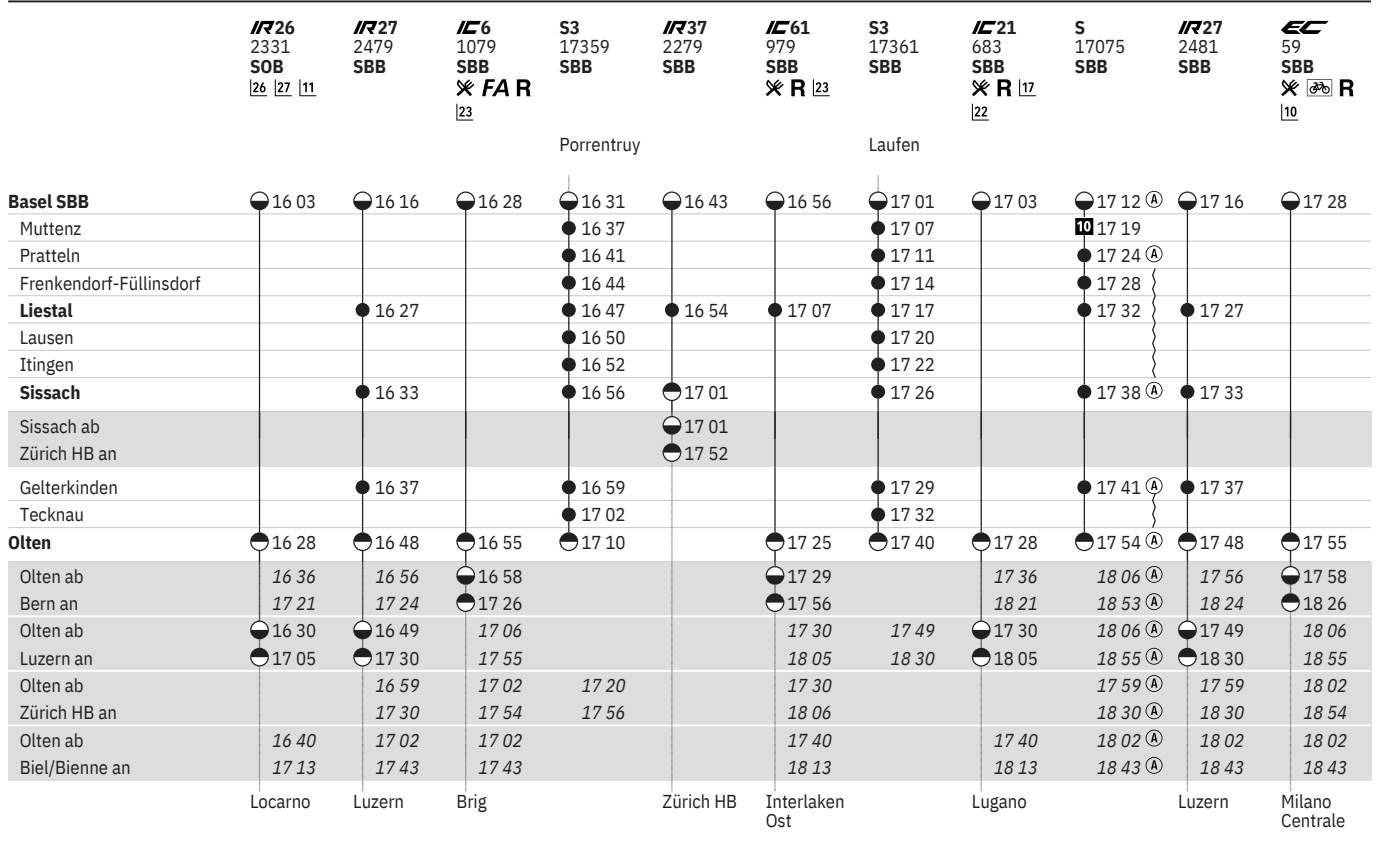 IR26 IR27 IC6 S3 IR37 IC61 S3 IC21 S IR27 EC
2331 2479 1079 17359 2279 979 17361 683 17075 2481 59
SOB SBB SBB SBB SBB SBB SBB SBB SBB SBB SBB
26 27 11 FA R R 23 R 17 R
23 22 10
Porrentruy Laufen
Basel SBB 16 03 16 16 16 28 16 31 16 43 16 56 17 01 17 03 17 12 Ⓐ 17 16 17 28
Muttenz 16 37 17 07 10 17 19
Pratteln 16 41 17 11 17 24 Ⓐ
Frenkendorf-Füllinsdorf 16 44 17 14 17 28
Liestal 16 27 16 47 16 54 17 07 17 17 17 32 17 27
Lausen 16 50 17 20
Itingen 16 52 17 22
Sissach 16 33 16 56 17 01 17 26 17 38 Ⓐ 17 33
Sissach ab 17 01
Zürich HB an 17 52
Gelterkinden 16 37 16 59 17 29 17 41 Ⓐ 17 37
Tecknau 17 02 17 32
Olten 16 28 16 48 16 55 17 10 17 25 17 40 17 28 17 54 Ⓐ 17 48 17 55
Olten ab 16 36 16 56 16 58 17 29 17 36 18 06 Ⓐ 17 56 17 58
Bern an 17 21 17 24 17 26 17 56 18 21 18 53 Ⓐ 18 24 18 26
Olten ab 16 30 16 49 17 06 17 30 17 49 17 30 18 06 Ⓐ 17 49 18 06
Luzern an 17 05 17 30 17 55 18 05 18 30 18 05 18 55 Ⓐ 18 30 18 55
Olten ab 16 59 17 02 17 20 17 30 17 59 Ⓐ 17 59 18 02
Zürich HB an 17 30 17 54 17 56 18 06 18 30 Ⓐ 18 30 18 54
Olten ab 16 40 17 02 17 02 17 40 17 40 18 02 Ⓐ 18 02 18 02
Biel/Bienne an 17 13 17 43 17 43 18 13 18 13 18 43 Ⓐ 18 43 18 43
Locarno Luzern Brig Zürich HB Interlaken Lugano Luzern Milano
Ost Centrale